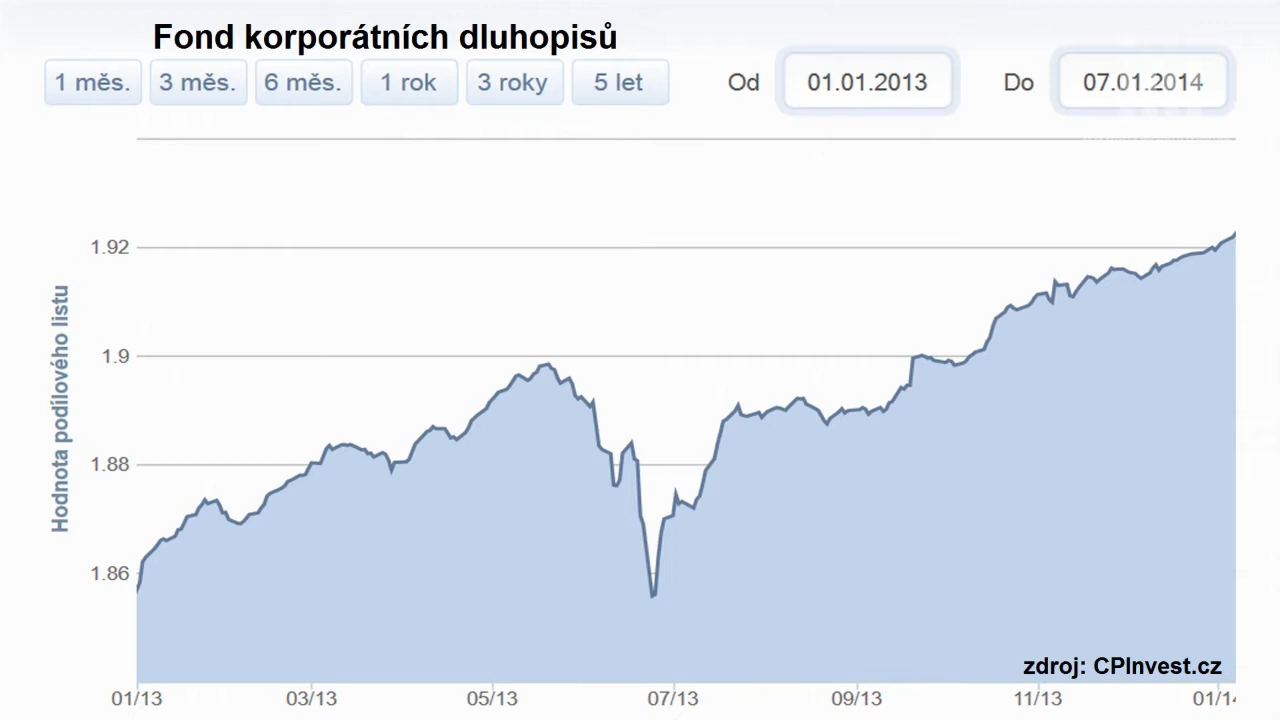 Fond korporátních dluhopisů
1 měs. 3 měs. 6 měs. 1 rok 3 roky 5 let Od 01.01.2013 Do 07.01.2014
Hodnota podílového listu
1.92
1.9
1.88
1.86
zdroj: CPInvest.cz
01/13 03/13 05/13 07/13 09/13 11/13 01/14